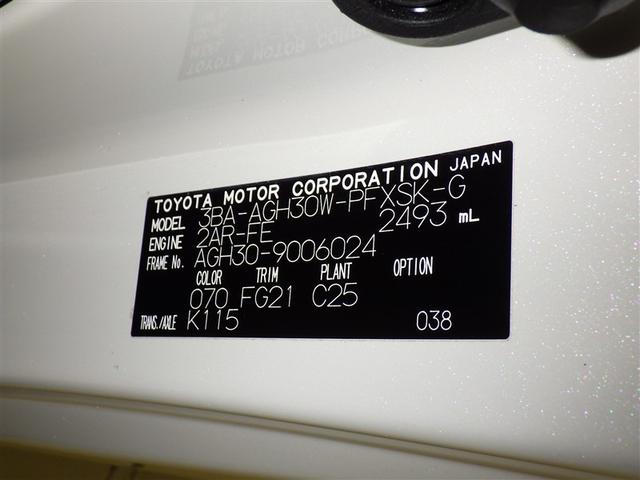 TOYOTA MOTOR CORPORATION JAPAN
MODEL 3BA-AGH30W-PFXSK-G
ENGINE 2AR-FE 2493 mL
FRAME No. AGH30-9006024
COLOR TRIM PLANT OPTION
070 FG21 C25
TRANS./AXLE K115 038